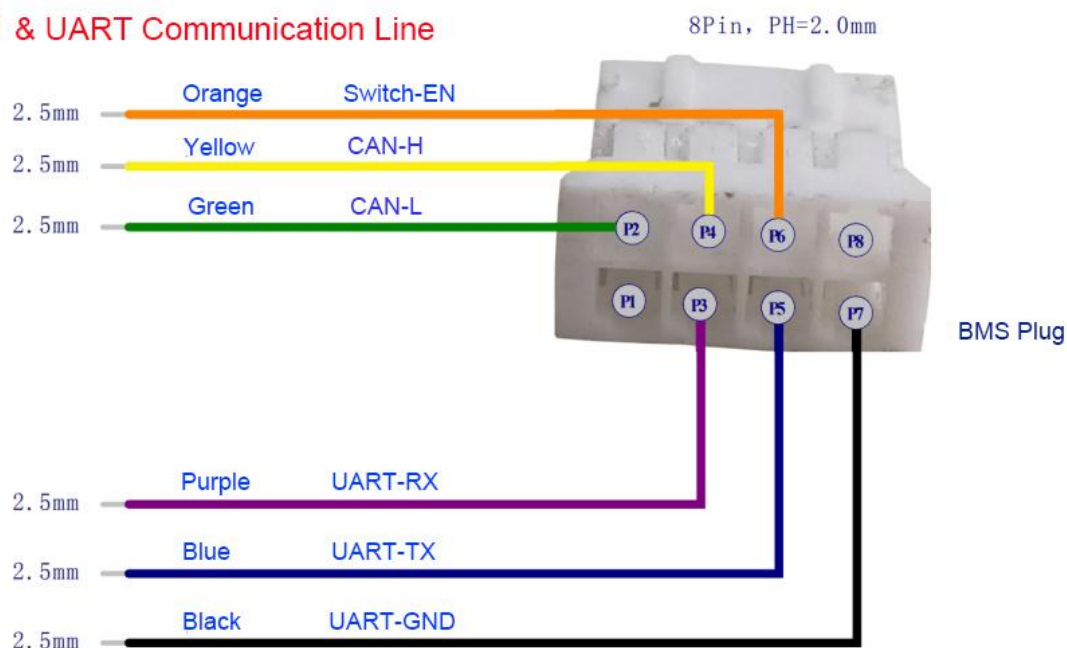 & UART Communication Line
8Pin, PH=2.0mm
2.5mm Orange Switch-EN
2.5mm Yellow CAN-H
2.5mm Green CAN-L
P2 P4 P6 P8
P1 P3 P5 P7
BMS Plug
2.5mm Purple UART-RX
2.5mm Blue UART-TX
2.5mm Black UART-GND